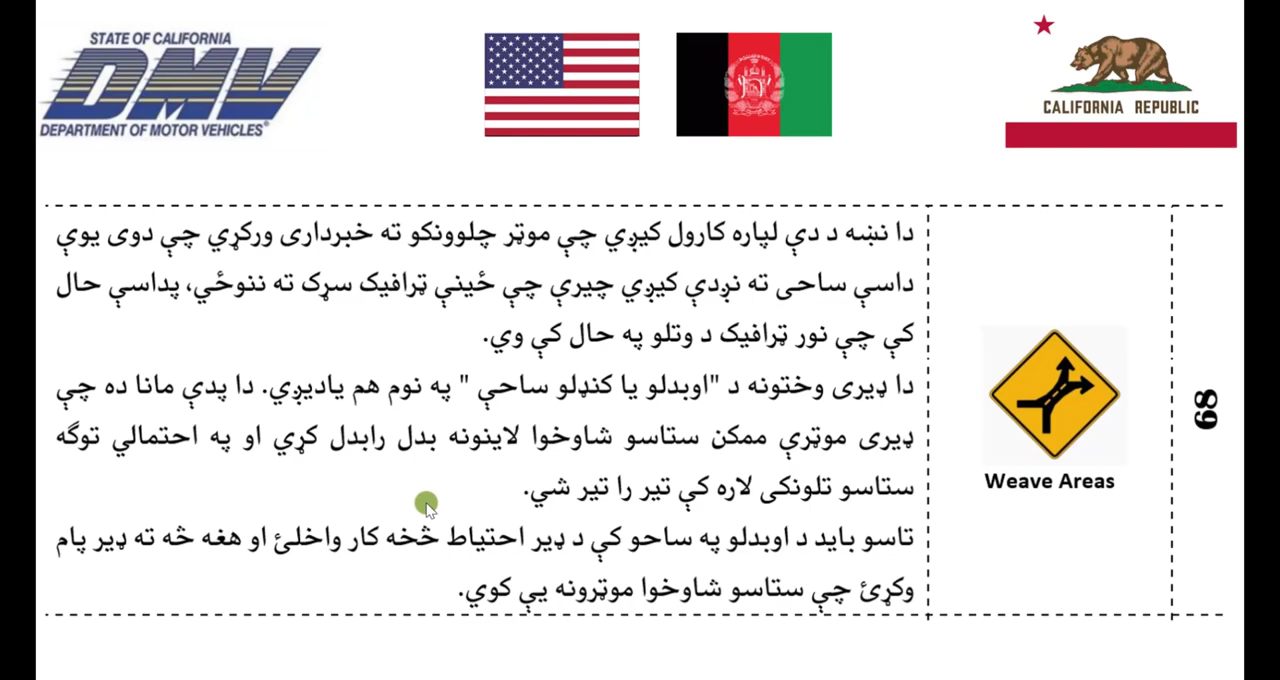 STATE OF CALIFORNIA
DMV
DEPARTMENT OF MOTOR VEHICLES®
CALIFORNIA REPUBLIC
دا نښه د دې لپاره کارول کیږي چې موټر چلوونکو ته خبرداری ورکړي چې دوی یوې
داسې ساحی ته نږدې کیږي چیرې چې ځینې ټرافیک سړک ته ننوځي، پداسې حال
کې چې نور ټرافیک د وتلو په حال کې وي.
دا ډیری وختونه د "اوبدلو یا کنډلو ساحې " په نوم هم یادیږي. دا پدې مانا ده چې
ډیری موټرې ممکن ستاسو شاوخوا لاینونه بدل رابدل کړي او په احتمالي توګه
ستاسو تلونکی لاره کې تیر را تیر شي.
تاسو باید د اوبدلو په ساحو کې د ډیر احتیاط څخه کار واخلئ او هغه څه ته ډیر پام
وکړئ چې ستاسو شاوخوا موټرونه یې کوي.
Weave Areas
68